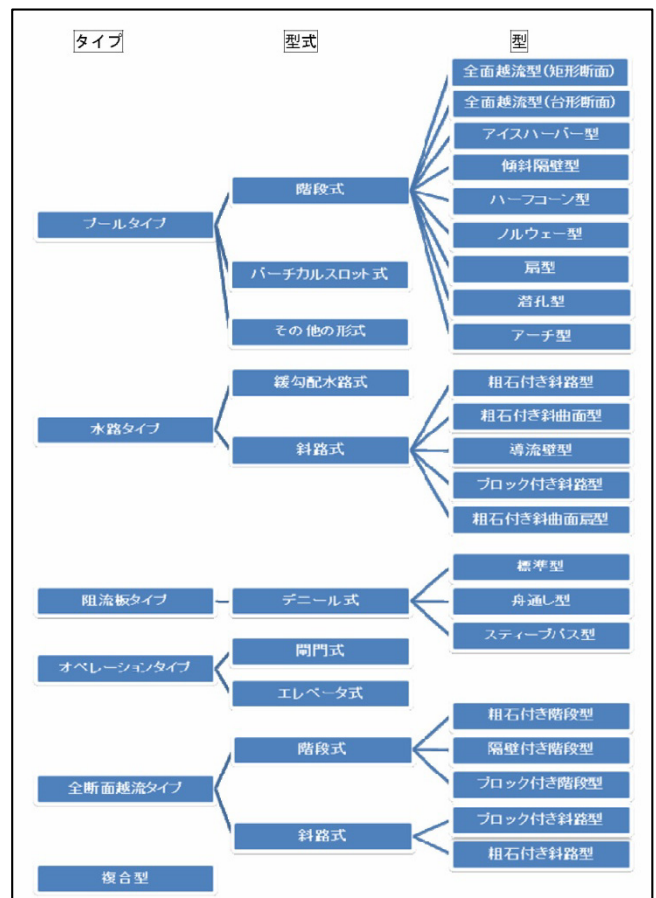 タイプ 型式 型
全面越流型(矩形断面)
全面越流型(台形断面)
アイスハーバー型
傾斜隔壁型
階段式
ハーフコーン型
プールタイプ
ノルウェー型
扇型
バーチカルスロット式
潜孔型
その他の形式
アーチ型
緩勾配水路式
粗石付き斜路型
粗石付き斜曲面型
水路タイプ
斜路式
導流壁型
ブロック付き斜路型
粗石付き斜曲面扇型
標準型
阻流板タイプ
デニール式
舟通し型
スティープパス型
閘門式
オペレーションタイプ
エレベータ式
粗石付き階段型
階段式
隔壁付き階段型
全断面越流タイプ
ブロック付き階段型
ブロック付き斜路型
斜路式
粗石付き斜路型
複合型